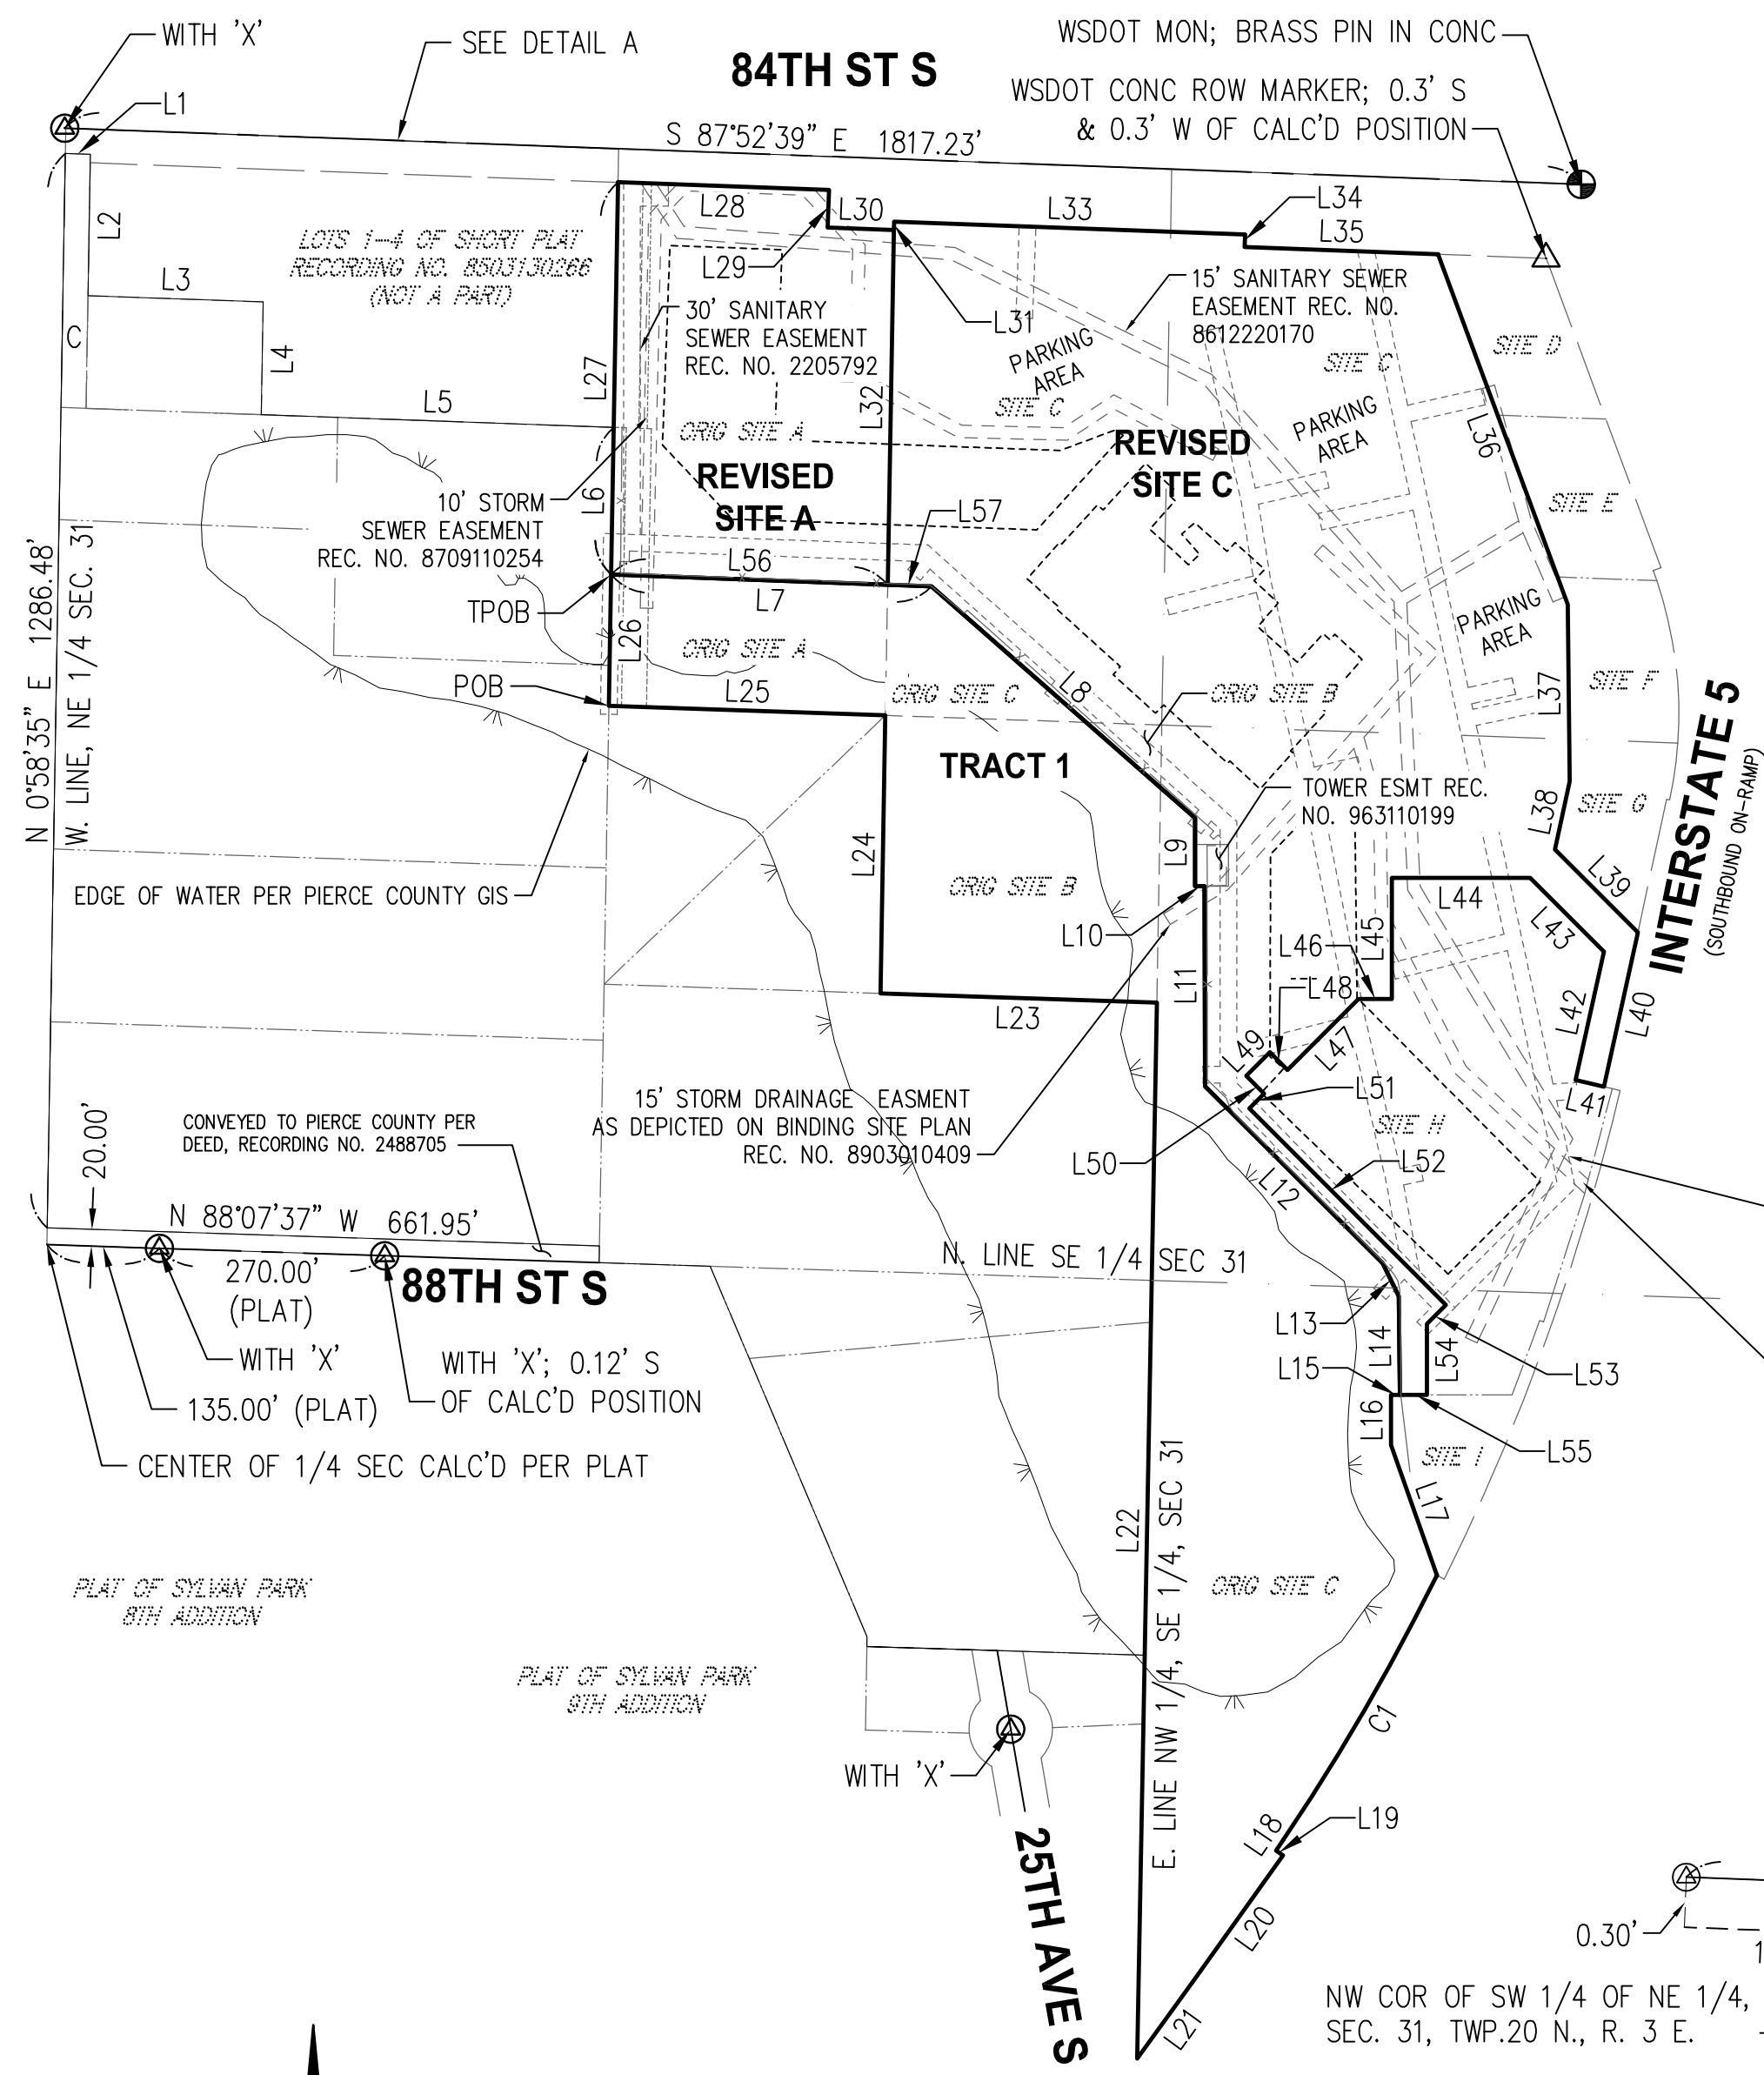 WITH 'X'
SEE DETAIL A
84TH ST S
WSDOT MON; BRASS PIN IN CONC
WSDOT CONC ROW MARKER; 0.3' S
& 0.3' W OF CALC'D POSITION
L1
S 87°52'39" E 1817.23'
L2
L3
C
L4
L5
LOTS 1-4 OF SHORT PLAT
RECORDING NO. 8503130266
(NOT A PART)
L28
L29
L30
L31
L33
L34
L35
30' SANITARY
SEWER EASEMENT
REC. NO. 2205792
15' SANITARY SEWER
EASEMENT REC. NO.
8612220170
PARKING
AREA
SITE C
PARKING
AREA
SITE C
SITE D
L27
L32
L36
ORIG SITE A
REVISED
SITE A
REVISED
SITE C
L6
10' STORM
SEWER EASEMENT
REC. NO. 8709110254
L57
SITE E
L56
L7
TPOB
L26
ORIG SITE A
PARKING
AREA
POB
L25
ORIG SITE C
L8
ORIG SITE B
L37
SITE F
N 0°58'35" E 1286.48'
W. LINE, NE 1/4 SEC. 31
TRACT 1
TOWER ESMT REC.
NO. 963110199
L38
SITE G
INTERSTATE 5
(SOUTHBOUND ON-RAMP)
EDGE OF WATER PER PIERCE COUNTY GIS
L24
L9
ORIG SITE B
L10
L39
L44
L43
L45
L46
L48
L11
L23
L42
L40
L49
L47
L41
15' STORM DRAINAGE EASMENT
AS DEPICTED ON BINDING SITE PLAN
REC. NO. 8903010409
L51
SITE H
L50
L52
L12
20.00'
CONVEYED TO PIERCE COUNTY PER
DEED, RECORDING NO. 2488705
N 88°07'37" W 661.95'
270.00'
(PLAT)
88TH ST S
N. LINE SE 1/4 SEC 31
L13
L14
L54
L53
L15
WITH 'X'
WITH 'X'; 0.12' S
OF CALC'D POSITION
135.00' (PLAT)
CENTER OF 1/4 SEC CALC'D PER PLAT
L16
SITE I
L55
L17
L22
E. LINE NW 1/4, SE 1/4, SEC 31
ORIG SITE C
PLAT OF SYLVAN PARK
8TH ADDITION
PLAT OF SYLVAN PARK
9TH ADDITION
WITH 'X'
C1
L18
L19
25TH AVE S
L20
L21
0.30'
1
NW COR OF SW 1/4 OF NE 1/4,
SEC. 31, TWP.20 N., R. 3 E.